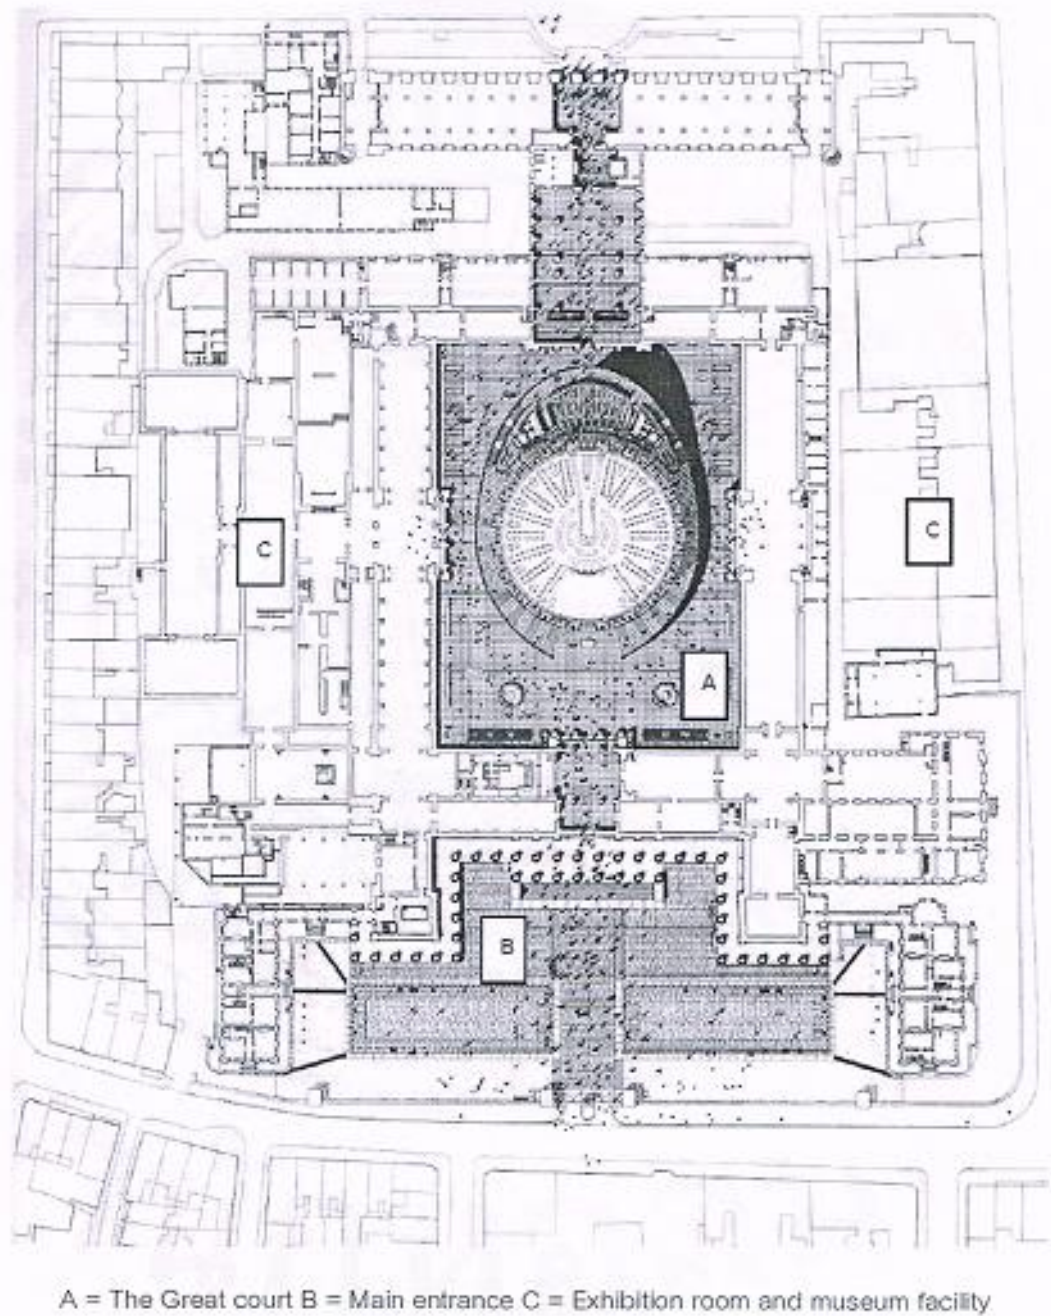 C
C
A
B
A = The Great court B = Main entrance C = Exhibition room and museum facility